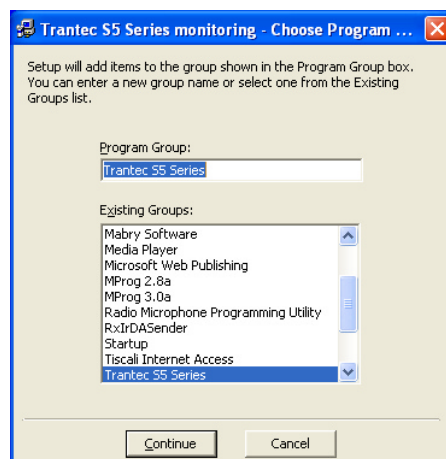 Trantec S5 Series monitoring - Choose Program ...
Setup will add items to the group shown in the Program Group box.
You can enter a new group name or select one from the Existing
Groups list.
Program Group:
Trantec S5 Series
Existing Groups:
Mabry Software
Media Player
Microsoft Web Publishing
MProg 2.8a
MProg 3.0a
Radio Microphone Programming Utility
RxIrDASender
Startup
Tiscali Internet Access
Trantec S5 Series
Continue
Cancel